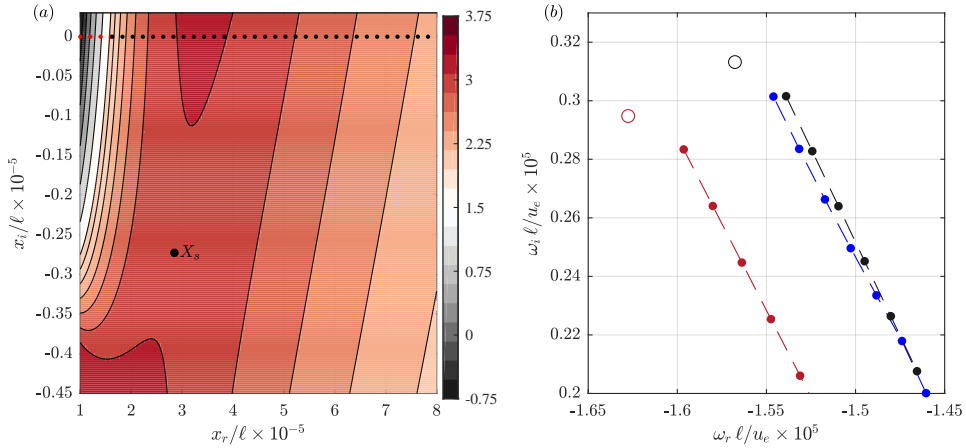 (a)
(b)
0
-0.05
-0.1
-0.15
-0.2
-0.25
-0.3
-0.35
-0.4
-0.45
x_i/ℓ × 10^{-5}
1 2 3 4 5 6 7 8
x_r/ℓ × 10^{-5}
X_s
3.75
3
2.25
1.5
0.75
0
-0.75
0.32
0.3
0.28
0.26
0.24
0.22
0.2
ω_i ℓ/u_e × 10^5
-1.65 -1.6 -1.55 -1.5 -1.45
ω_r ℓ/u_e × 10^5